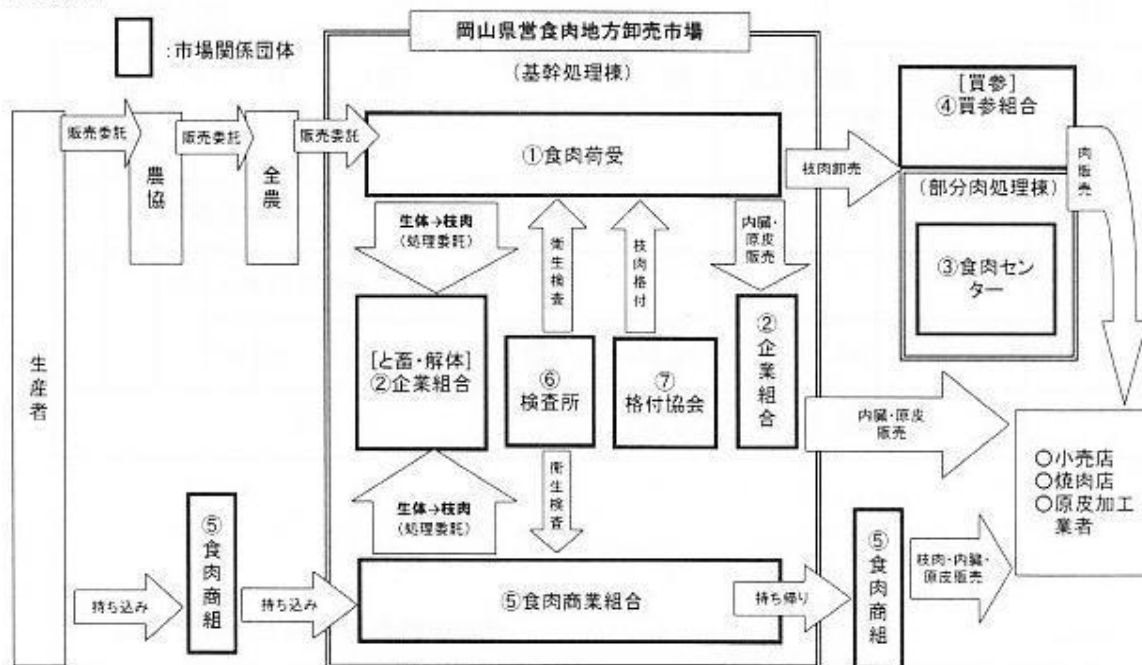 :市場関係団体
岡山県営食肉地方卸売市場
(基幹処理棟)
販売委託
農協
販売委託
全農
販売委託
①食肉荷受
枝肉卸売
[買参]
④買参組合
肉販売
(部分肉処理棟)
③食肉セン
ター
生体→枝肉
(処理委託)
衛生検査
枝肉格付
内臓・
原皮
販売
生産者
[と畜・解体]
②企業組合
⑥
検査所
⑦
格付協会
②企業組合
内臓・原皮
販売
生体→枝肉
(処理委託)
衛生検査
〇小売店
〇焼肉店
〇原皮加工
業者
持ち込み
⑤食肉商組
持ち込み
⑤食肉商業組合
持ち帰り
⑤食肉商組
枝肉・内臓・
原皮販売